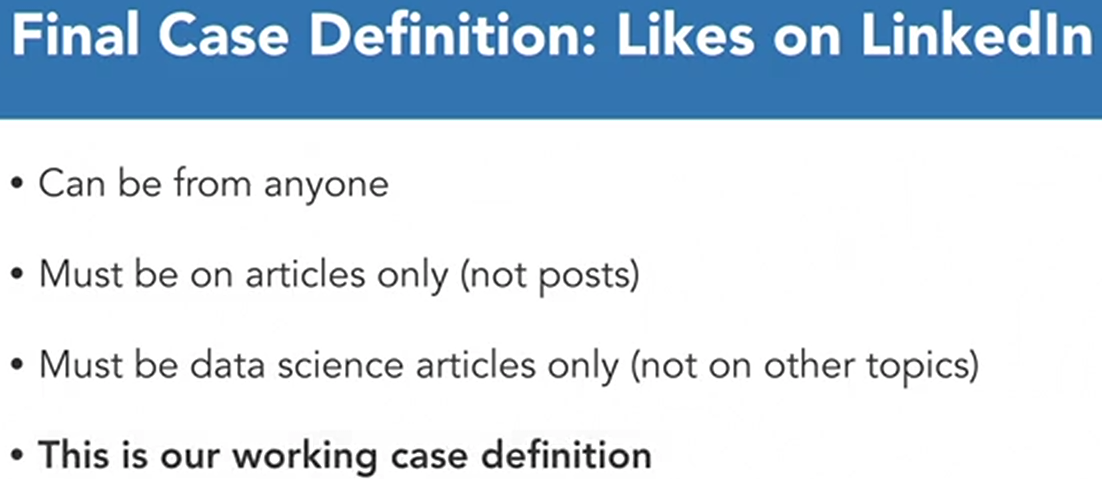 Final Case Definition: Likes on LinkedIn
• Can be from anyone
• Must be on articles only (not posts)
• Must be data science articles only (not on other topics)
• This is our working case definition